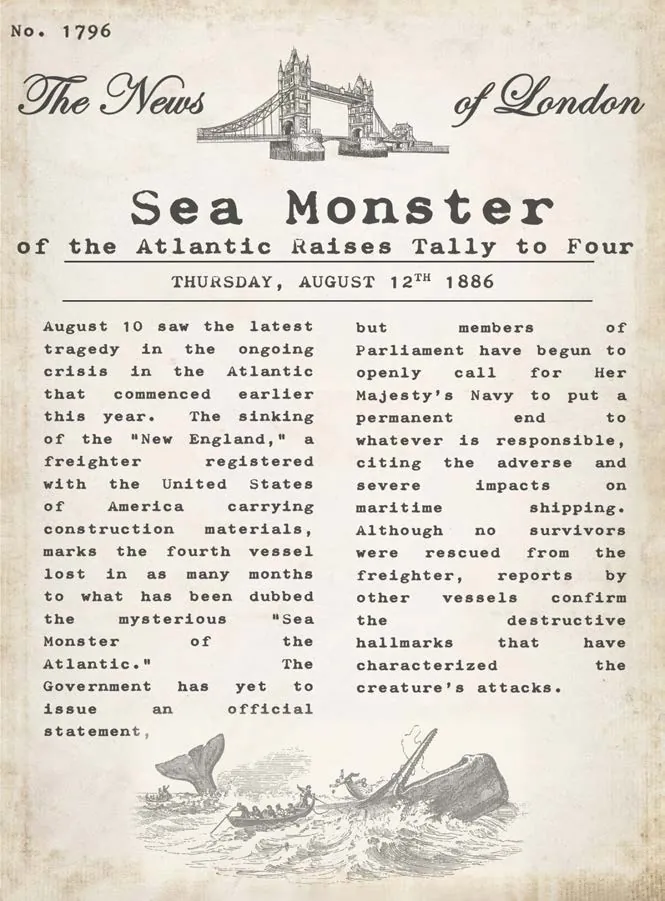 No. 1796
The News of London
Sea Monster
of the Atlantic Raises Tally to Four
THURSDAY, AUGUST 12TH 1886
August 10 saw the latest
tragedy in the ongoing
crisis in the Atlantic
that commenced earlier
this year. The sinking
of the "New England," a
freighter registered
with the United States
of America carrying
construction materials,
marks the fourth vessel
lost in as many months
to what has been dubbed
the mysterious "Sea
Monster of the
Atlantic." The
Government has yet to
issue an official
statement,
but members of
Parliament have begun to
openly call for Her
Majesty's Navy to put a
permanent end to
whatever is responsible,
citing the adverse and
severe impacts on
maritime shipping.
Although no survivors
were rescued from the
freighter, reports by
other vessels confirm
the destructive
hallmarks that have
characterized the
creature's attacks.